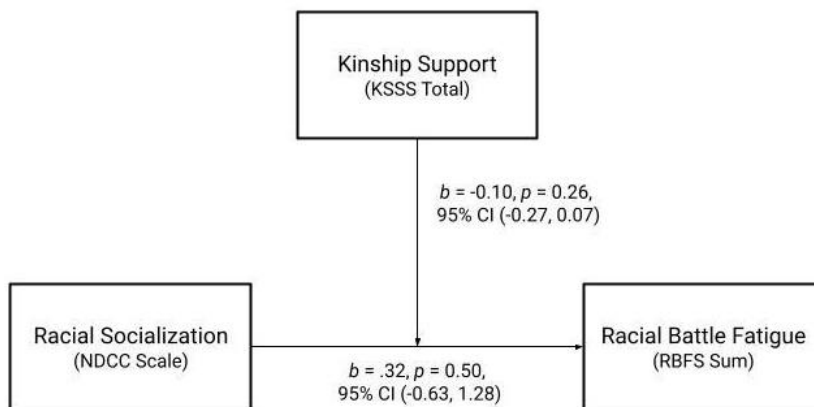 Kinship Support
(KSSS Total)
b = -0.10, p = 0.26,
95% CI (-0.27, 0.07)
Racial Socialization
(NDCC Scale)
Racial Battle Fatigue
(RBFS Sum)
b = .32, p = 0.50,
95% CI (-0.63, 1.28)